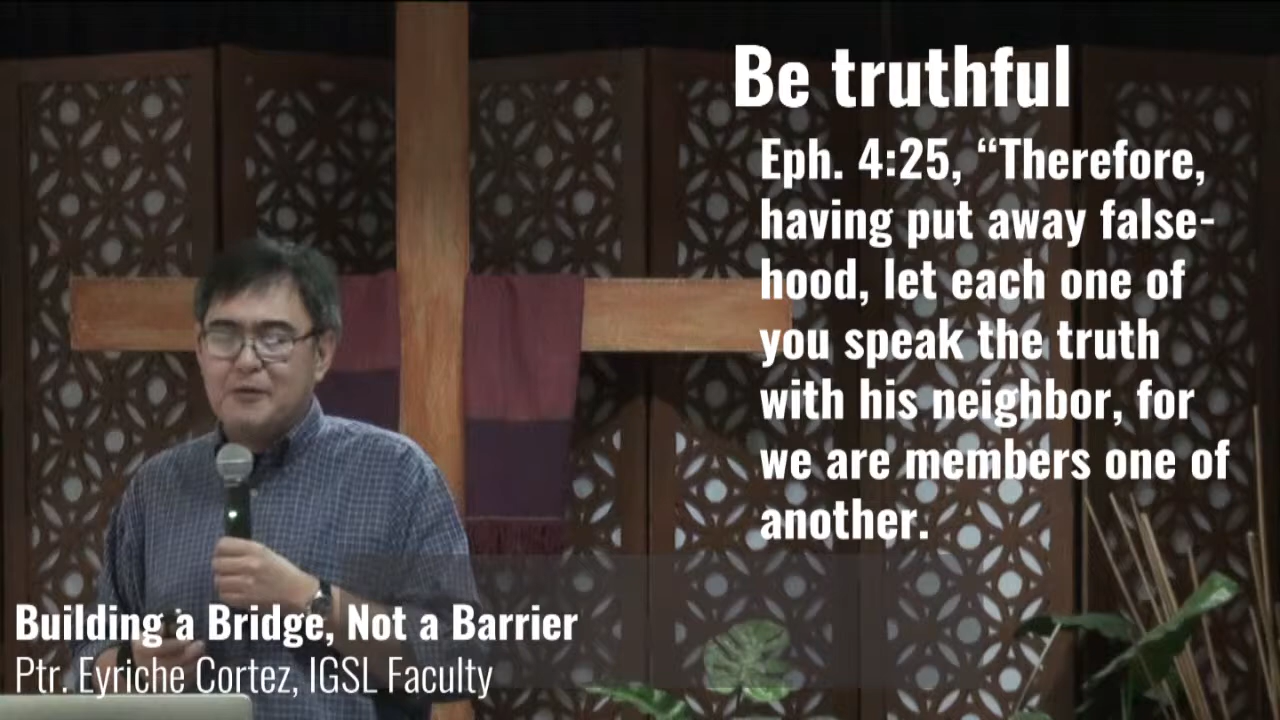 Be truthful
Eph. 4:25, “Therefore,
having put away false-
hood, let each one of
you speak the truth
with his neighbor, for
we are members one of
another.
Building a Bridge, Not a Barrier
Ptr. Eyriche Cortez, IGSL Faculty